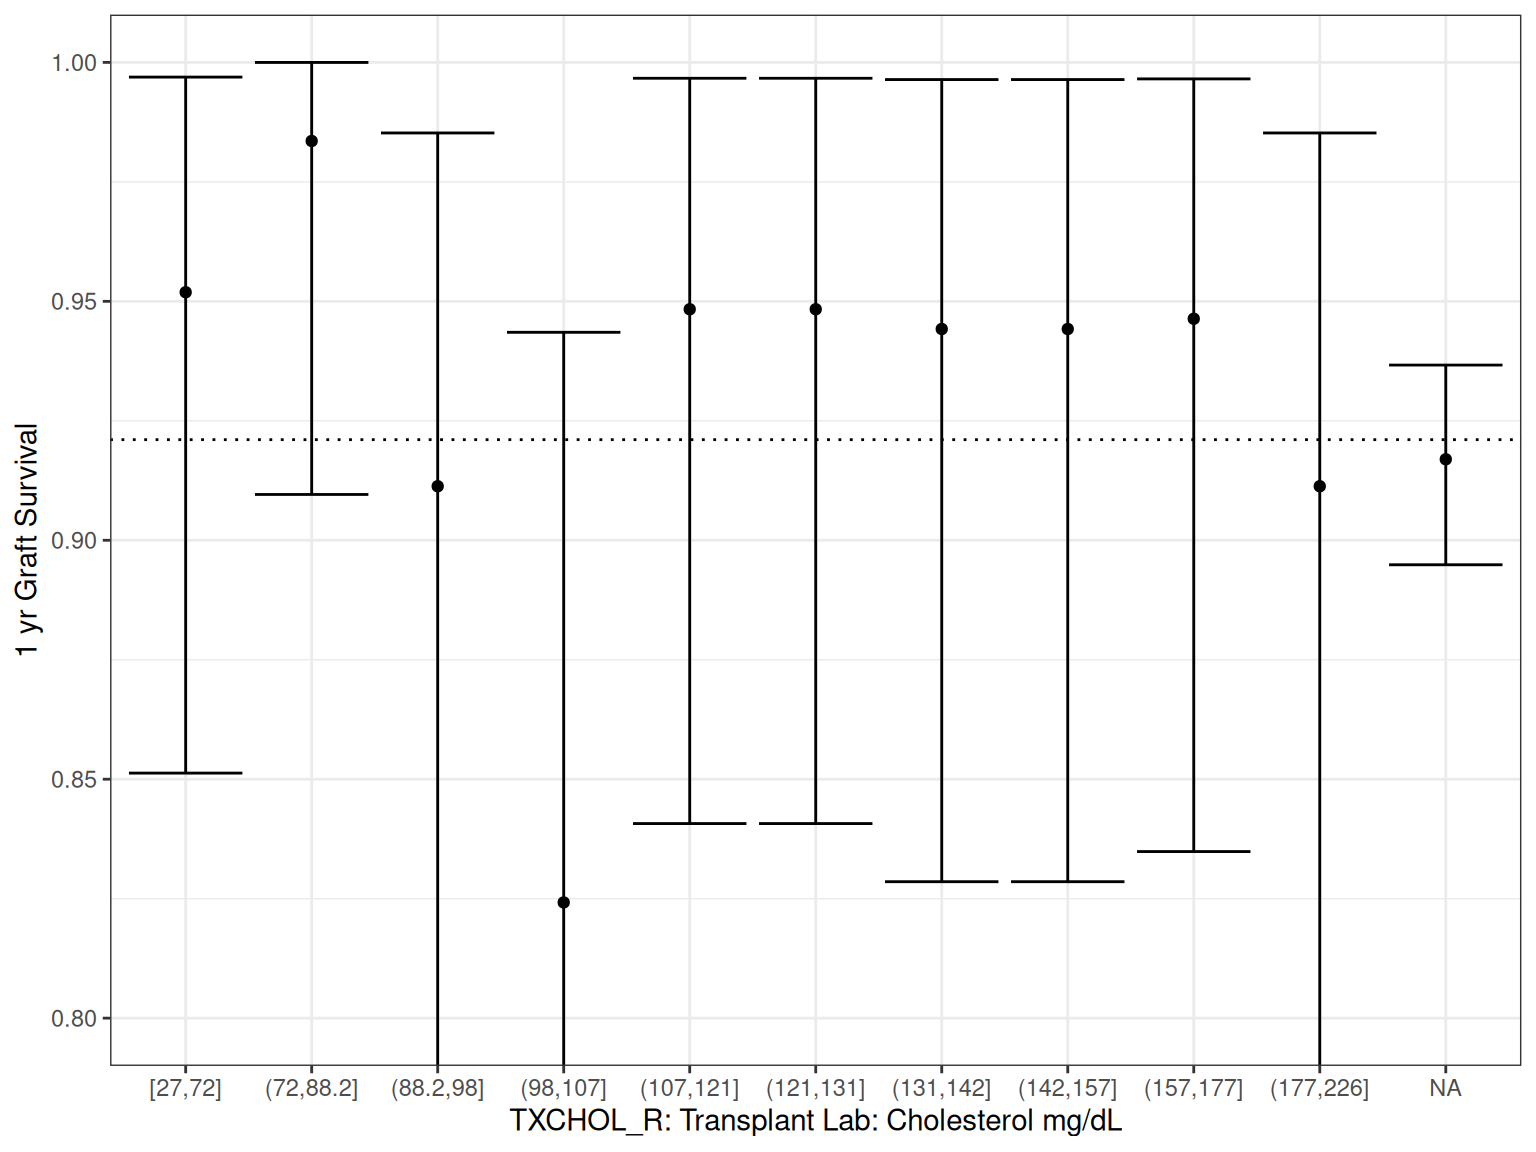 1 yr Graft Survival
1.00
0.95
0.90
0.85
0.80
[27,72] (72,88.2] (88.2,98] (98,107] (107,121] (121,131] (131,142] (142,157] (157,177] (177,226] NA
TXCHOL_R: Transplant Lab: Cholesterol mg/dL